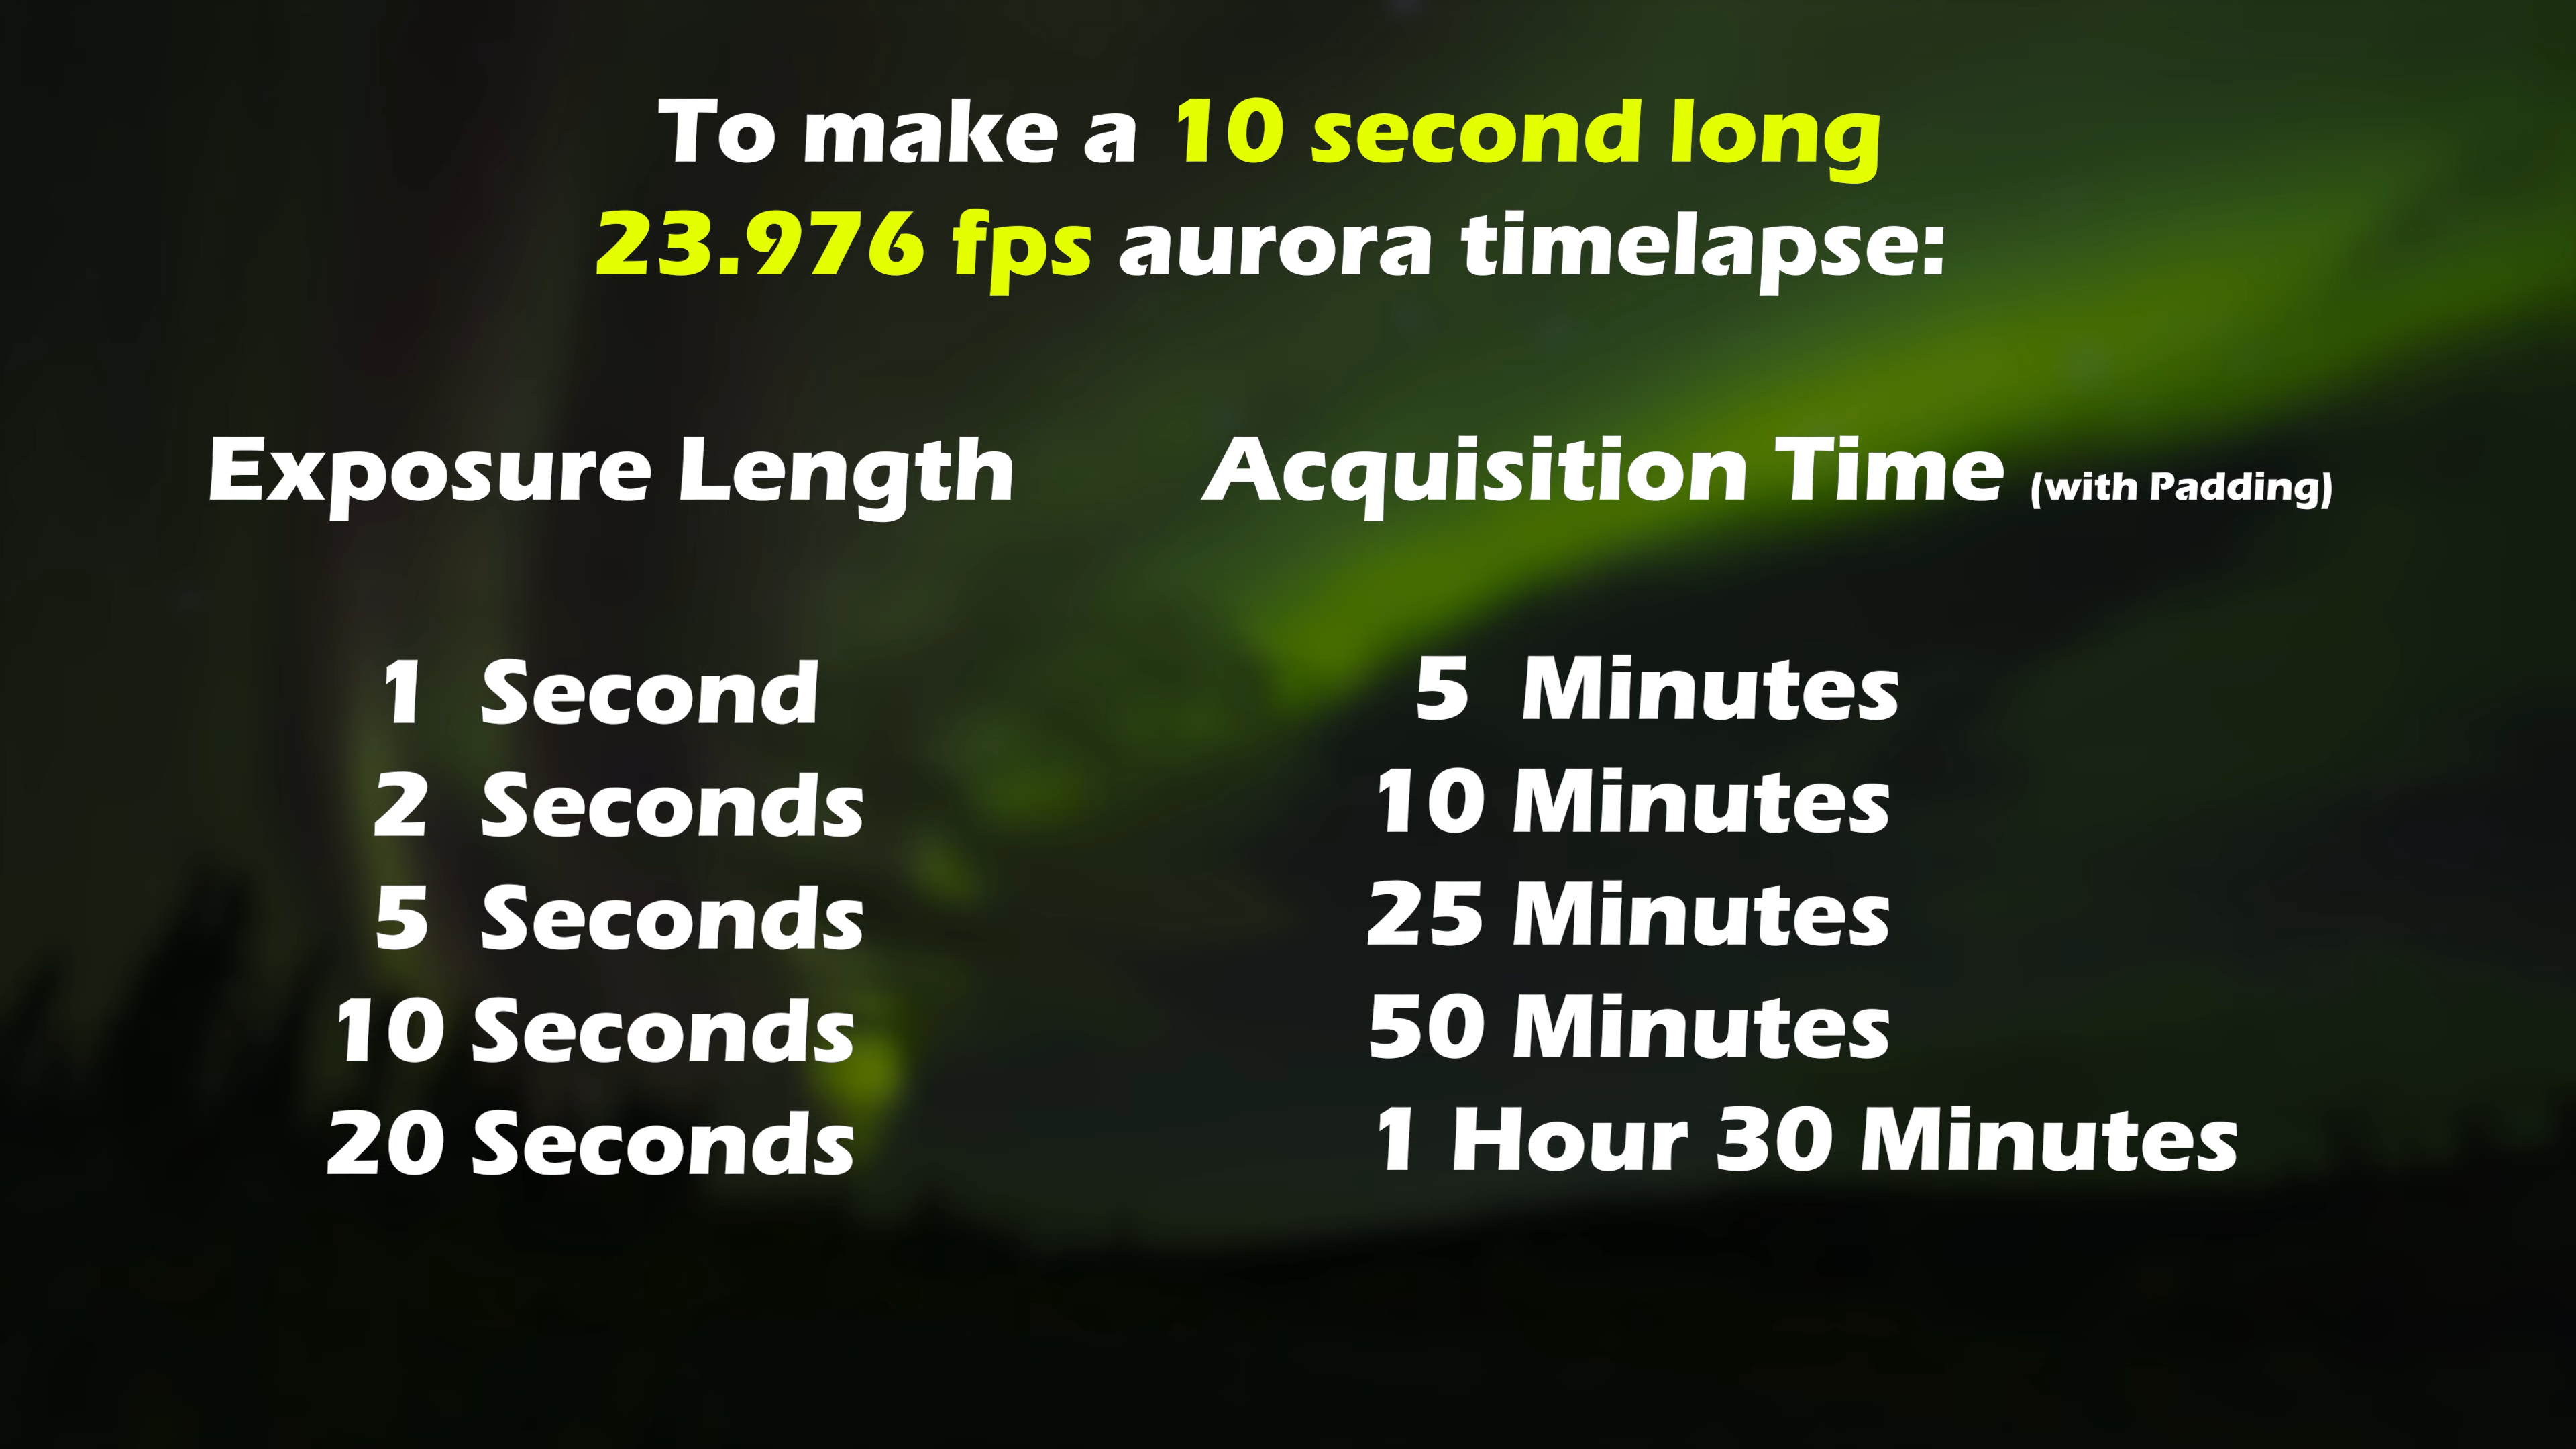 To make a 10 second long
23.976 fps aurora timelapse:
Exposure Length Acquisition Time (with Padding)
1 Second 5 Minutes
2 Seconds 10 Minutes
5 Seconds 25 Minutes
10 Seconds 50 Minutes
20 Seconds 1 Hour 30 Minutes